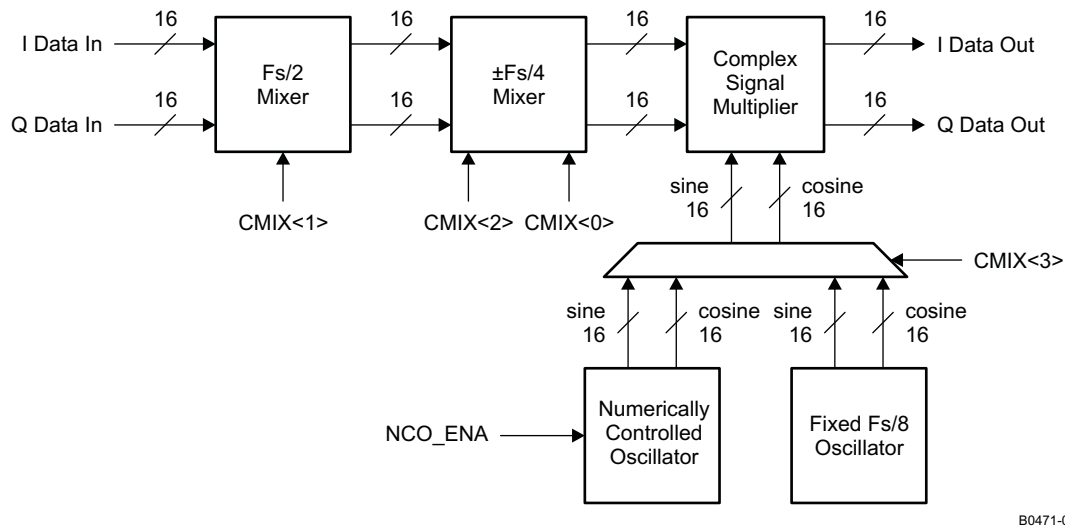 16 16 16 16
I Data In
Fs/2
Mixer
±Fs/4
Mixer
Complex
Signal
Multiplier
I Data Out
16 16 16 16
Q Data In
Q Data Out
sine
16
cosine
16
CMIX<1>
CMIX<2>
CMIX<0>
CMIX<3>
sine
16
cosine
16
sine
16
cosine
16
NCO_ENA
Numerically
Controlled
Oscillator
Fixed Fs/8
Oscillator